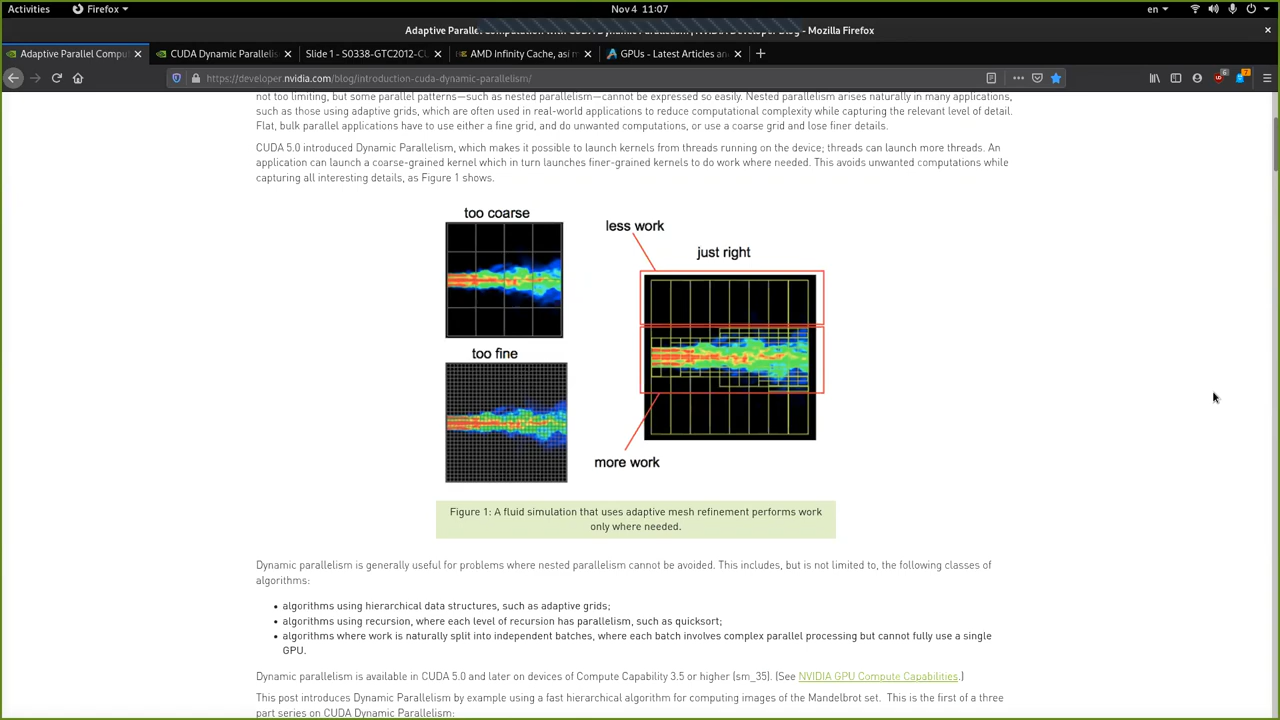 Activities
Firefox
Nov 4 11:07
en
- Mozilla Firefox
Adaptive Parallel Comput
CUDA Dynamic Parallelis
Slide 1 - S0338-GTC2012-CU
AMD Infinity Cache, así m
GPUs - Latest Articles an
https://developer.nvidia.com/blog/introduction-cuda-dynamic-parallelism/
not too limiting, but some parallel patterns—such as nested parallelism—cannot be expressed so easily. Nested parallelism arises naturally in many applications,
such as those using adaptive grids, which are often used in real-world applications to reduce computational complexity while capturing the relevant level of detail.
Flat, bulk parallel applications have to use either a fine grid, and do unwanted computations, or use a coarse grid and lose finer details.
CUDA 5.0 introduced Dynamic Parallelism, which makes it possible to launch kernels from threads running on the device; threads can launch more threads. An
application can launch a coarse-grained kernel which in turn launches finer-grained kernels to do work where needed. This avoids unwanted computations while
capturing all interesting details, as Figure 1 shows.
too coarse
less work
just right
too fine
more work
Figure 1: A fluid simulation that uses adaptive mesh refinement performs work
only where needed.
Dynamic parallelism is generally useful for problems where nested parallelism cannot be avoided. This includes, but is not limited to, the following classes of
algorithms:
• algorithms using hierarchical data structures, such as adaptive grids;
• algorithms using recursion, where each level of recursion has parallelism, such as quicksort;
• algorithms where work is naturally split into independent batches, where each batch involves complex parallel processing but cannot fully use a single
GPU.
Dynamic parallelism is available in CUDA 5.0 and later on devices of Compute Capability 3.5 or higher (sm_35). (See NVIDIA GPU Compute Capabilities.)
This post introduces Dynamic Parallelism by example using a fast hierarchical algorithm for computing images of the Mandelbrot set. This is the first of a three
part series on CUDA Dynamic Parallelism: